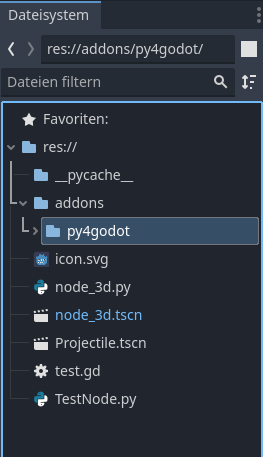 Dateisystem
res://addons/py4godot/
Dateien filtern
Favoriten:
res://
__pycache__
addons
py4godot
icon.svg
node_3d.py
node_3d.tscn
Projectile.tscn
test.gd
TestNode.py